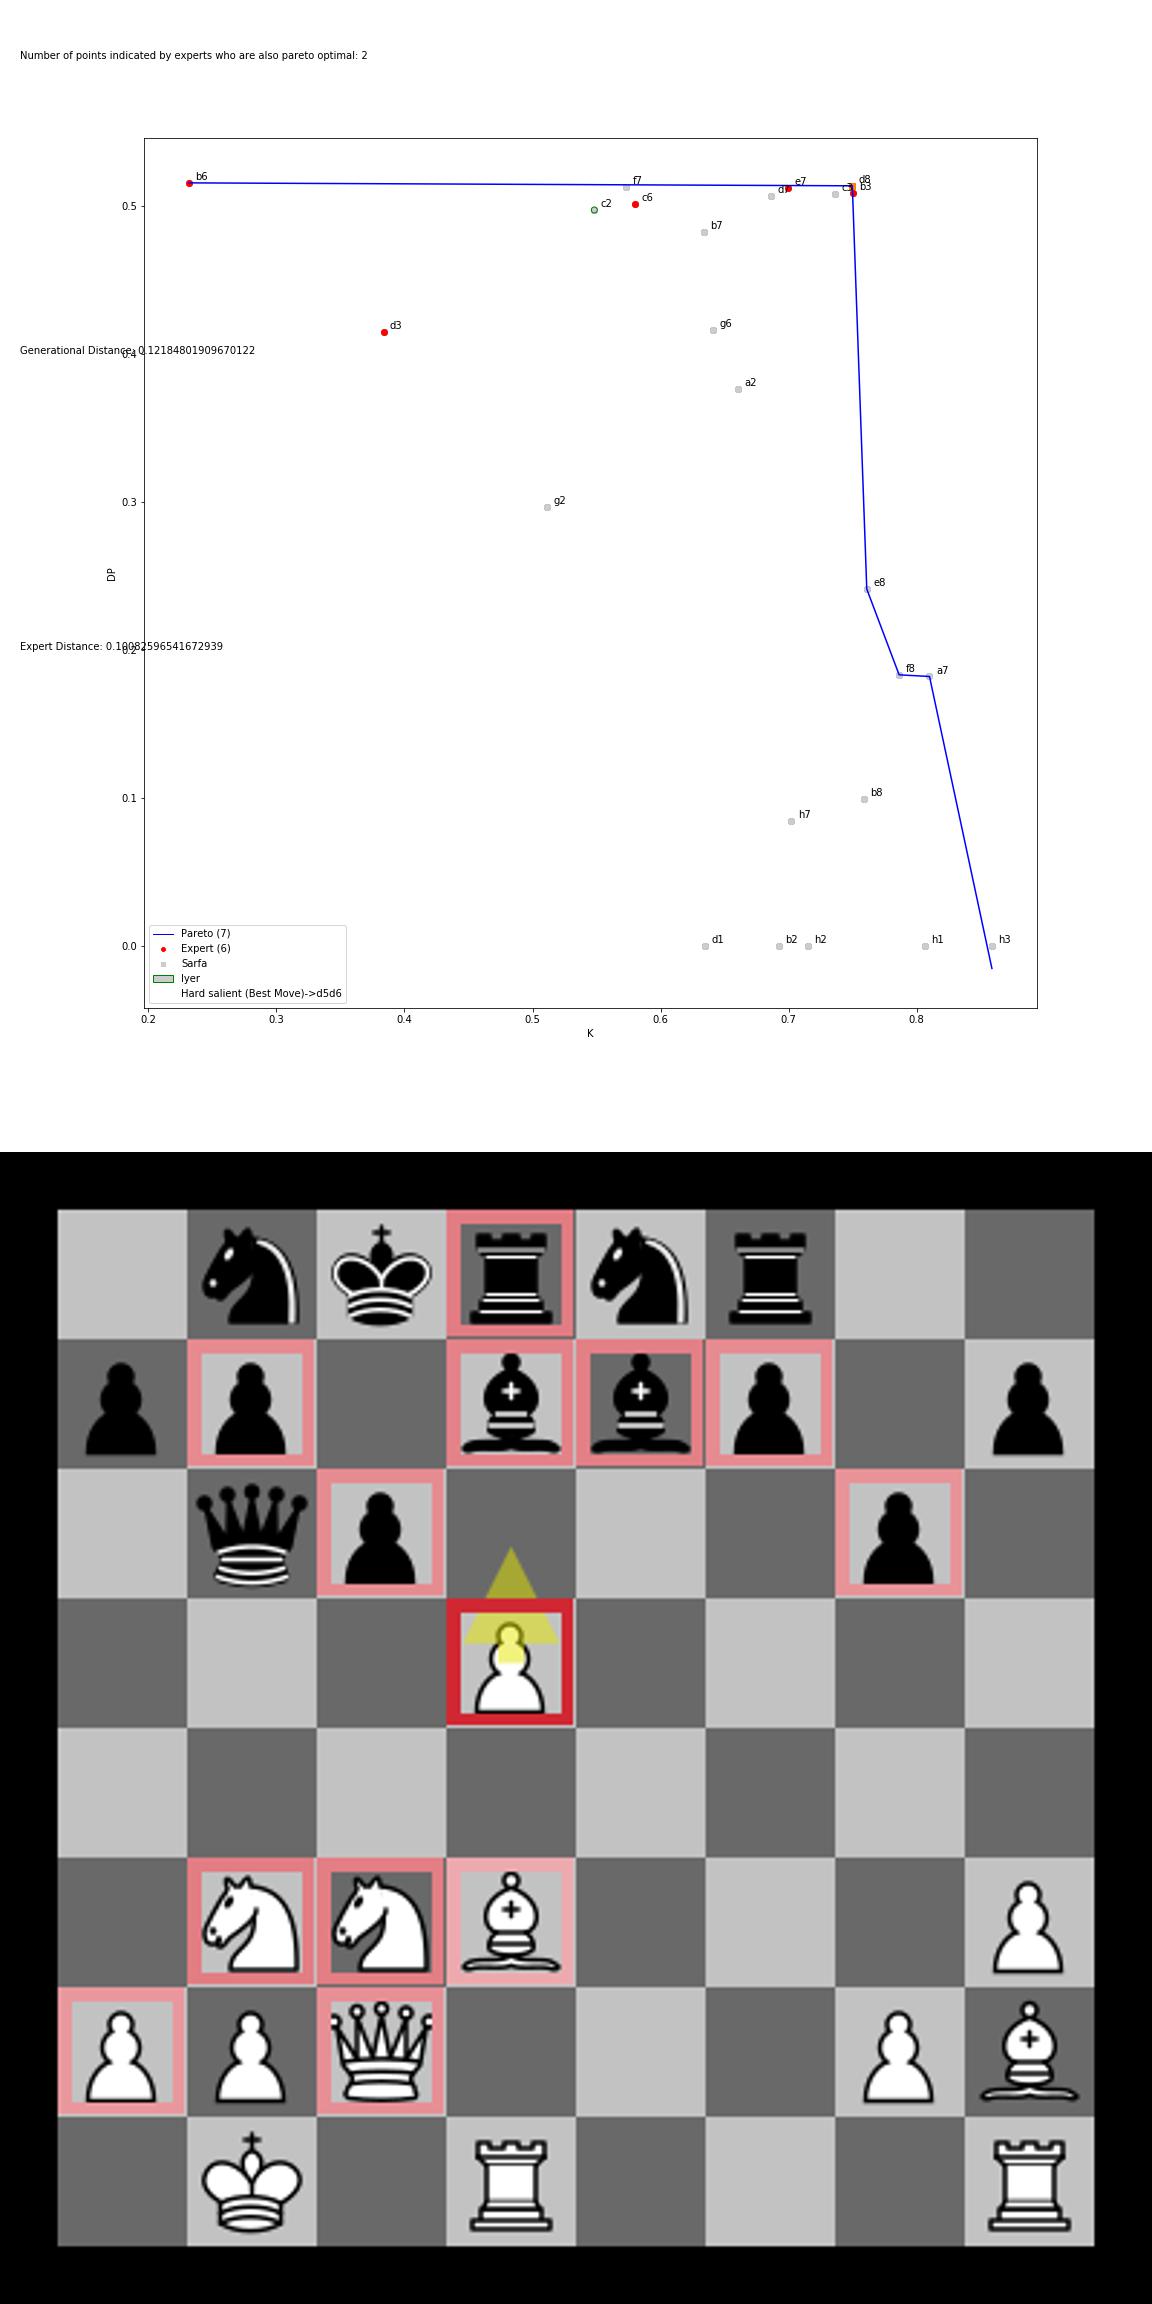 Number of points indicated by experts who are also pareto optimal: 2
b6
f7
e7
d8
d7
c3
b3
c6
c2
0.5
b7
d3
g6
Generational Distance: 0.12184801909670122
0.4
a2
g2
0.3
DP
e8
Expert Distance: 0.10082596541672939
0.2
f8
a7
b8
0.1
h7
Pareto (7)
d1
b2
h2
h1
h3
0.0
Expert (6)
Sarfa
Iyer
Hard salient (Best Move)->d5d6
0.2
0.3
0.4
0.5
0.6
0.7
0.8
K